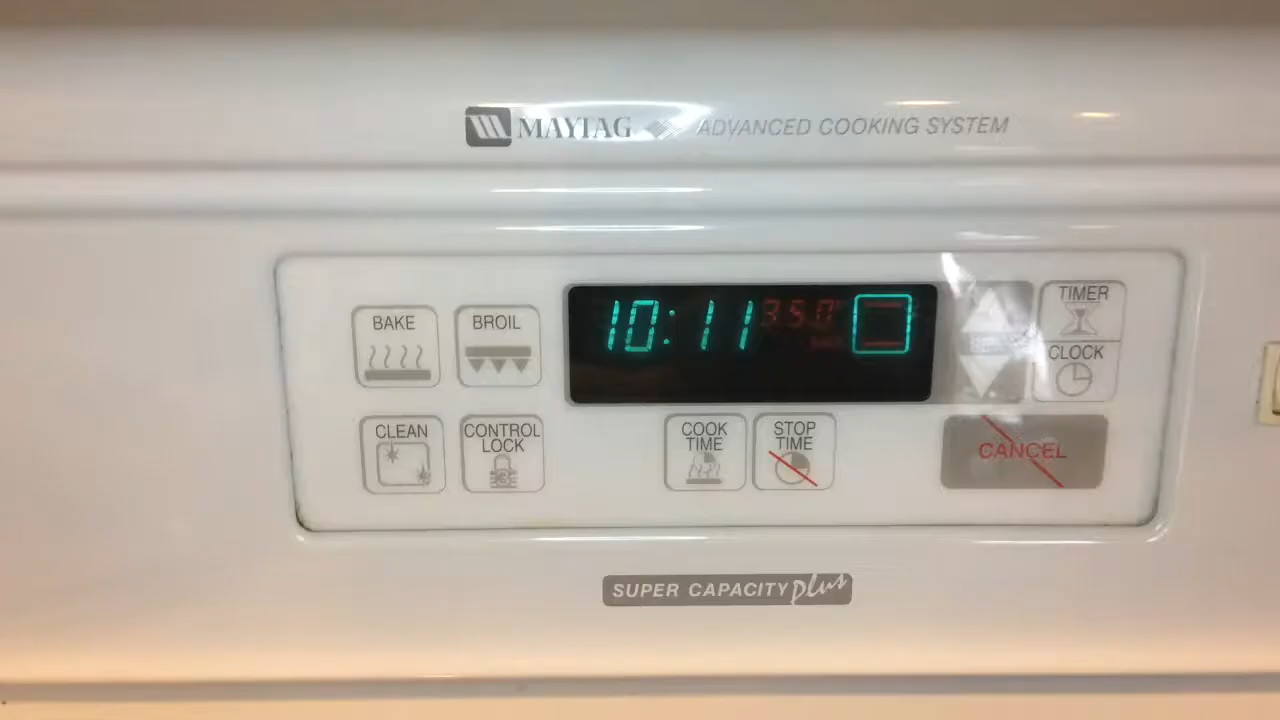 MAYTAG ADVANCED COOKING SYSTEM
BAKE
BROIL
10:11
350°
BAKE
TIMER
CLOCK
CLEAN
CONTROL
LOCK
COOK
TIME
STOP
TIME
CANCEL
SUPER CAPACITY plus